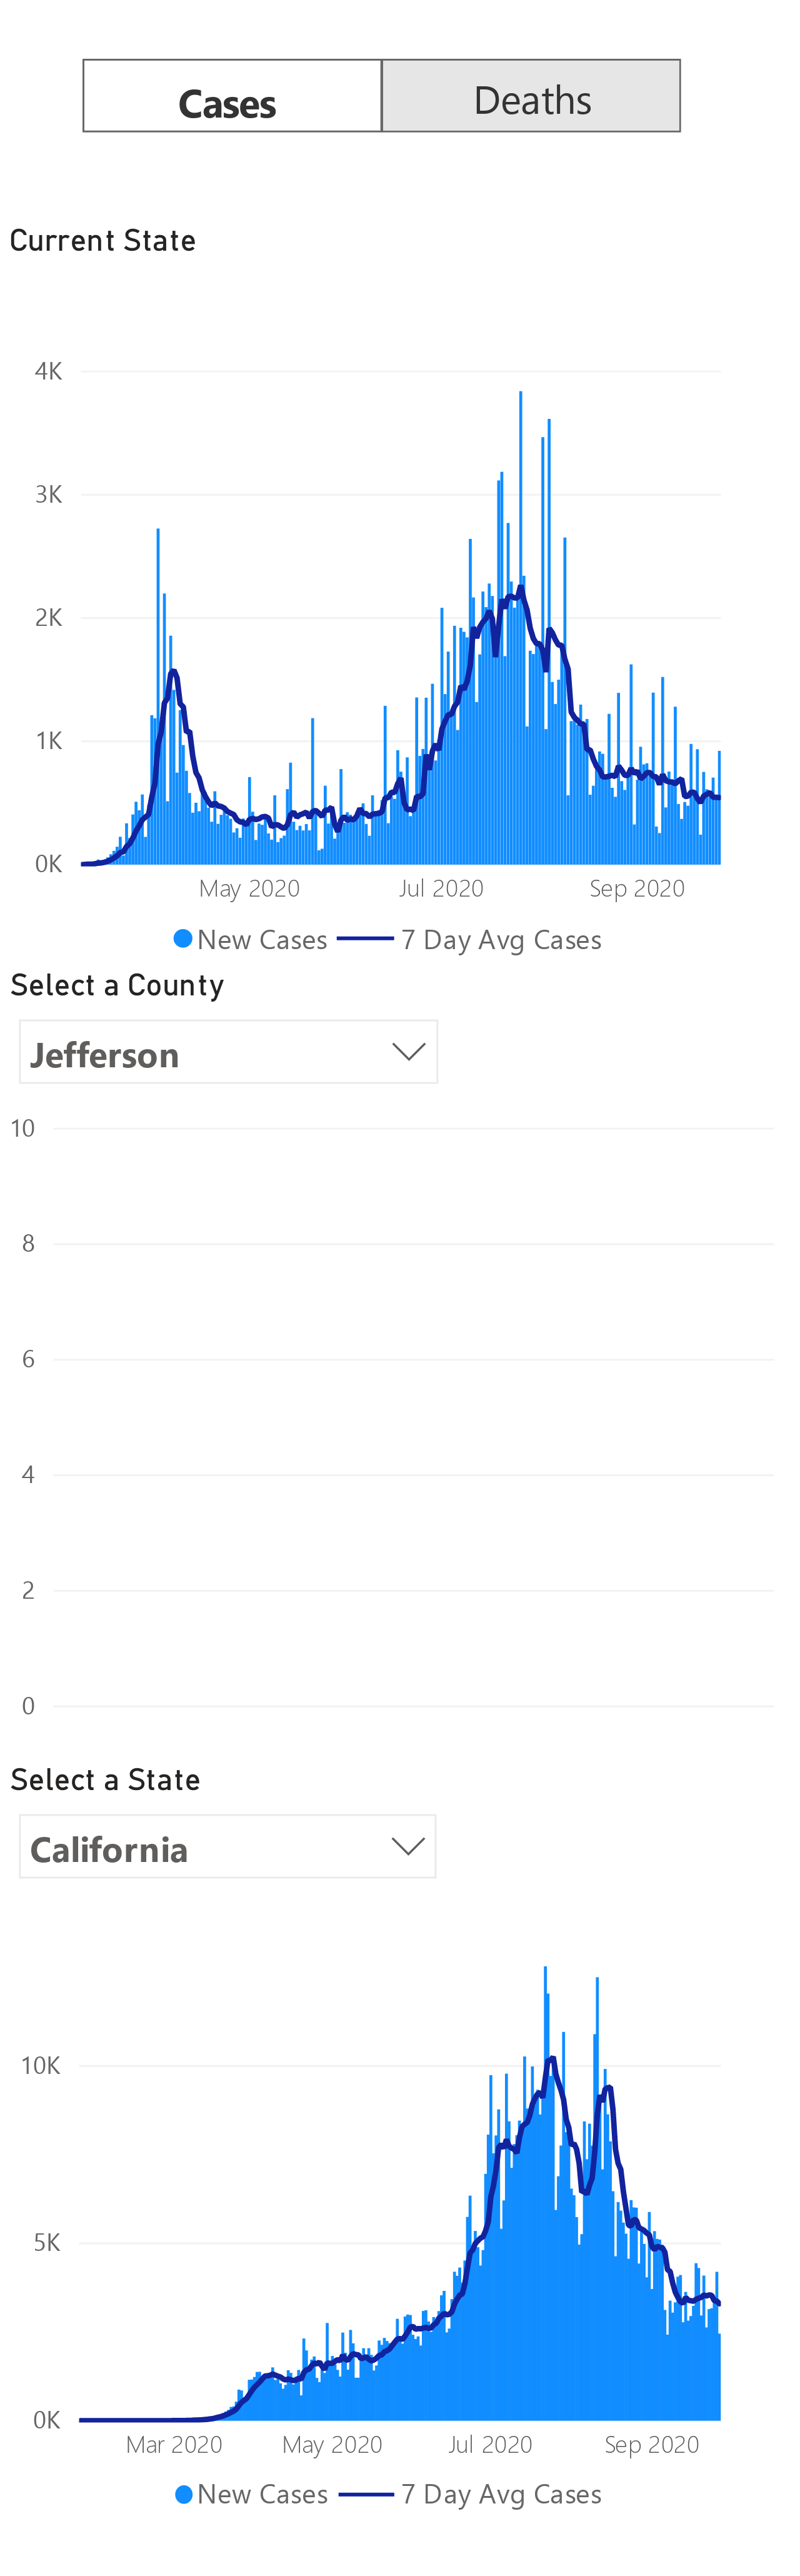 Cases Deaths
Current State
4K
3K
2K
1K
0K
May 2020 Jul 2020 Sep 2020
New Cases 7 Day Avg Cases
Select a County
Jefferson
10
8
6
4
2
0
Select a State
California
10K
5K
0K
Mar 2020 May 2020 Jul 2020 Sep 2020
New Cases 7 Day Avg Cases